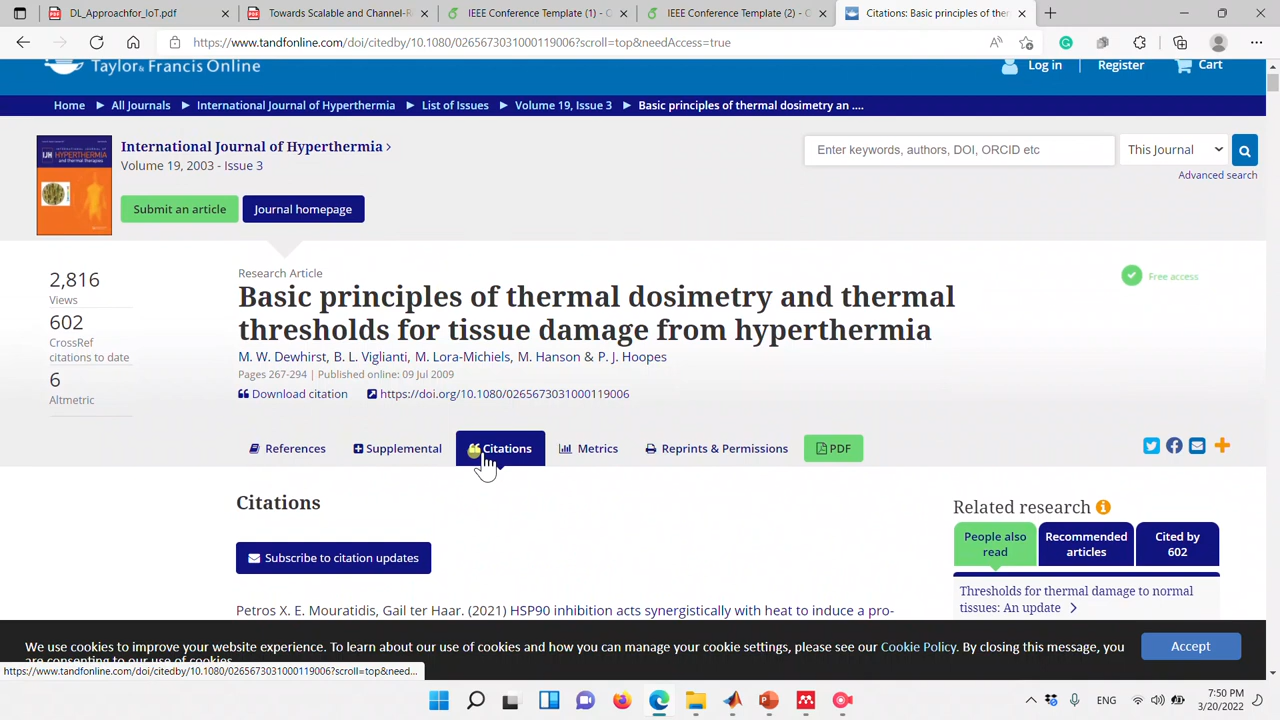 DL_Approachfor_IoT.pdf
Towards Scalable and Channel-R
IEEE Conference Template (1) - O
IEEE Conference Template (2) - O
Citations: Basic principles of ther
https://www.tandfonline.com/doi/citedby/10.1080/0265673031000119006?scroll=top&needAccess=true
Taylor & Francis Online
Log in
Register
Cart
Home
All Journals
International Journal of Hyperthermia
List of Issues
Volume 19, Issue 3
Basic principles of thermal dosimetry an ....
International Journal of Hyperthermia
Volume 19, 2003 - Issue 3
Enter keywords, authors, DOI, ORCID etc
This Journal
Advanced search
Submit an article
Journal homepage
2,816
Views
602
CrossRef
citations to date
6
Altmetric
Research Article
Basic principles of thermal dosimetry and thermal
thresholds for tissue damage from hyperthermia
M. W. Dewhirst, B. L. Viglianti, M. Lora-Michiels, M. Hanson & P. J. Hoopes
Pages 267-294 | Published online: 09 Jul 2009
Download citation
https://doi.org/10.1080/0265673031000119006
Free access
References
Supplemental
Citations
Metrics
Reprints & Permissions
PDF
Citations
Subscribe to citation updates
Petros X. E. Mouratidis, Gail ter Haar. (2021) HSP90 inhibition acts synergistically with heat to induce a pro-
Related research
People also
read
Recommended
articles
Cited by
602
Thresholds for thermal damage to normal
tissues: An update
We use cookies to improve your website experience. To learn about our use of cookies and how you can manage your cookie settings, please see our Cookie Policy. By closing this message, you
are consenting to our use of cookies.
Accept
https://www.tandfonline.com/doi/citedby/10.1080/0265673031000119006?scroll=top&need...
ENG
7:50 PM
3/20/2022